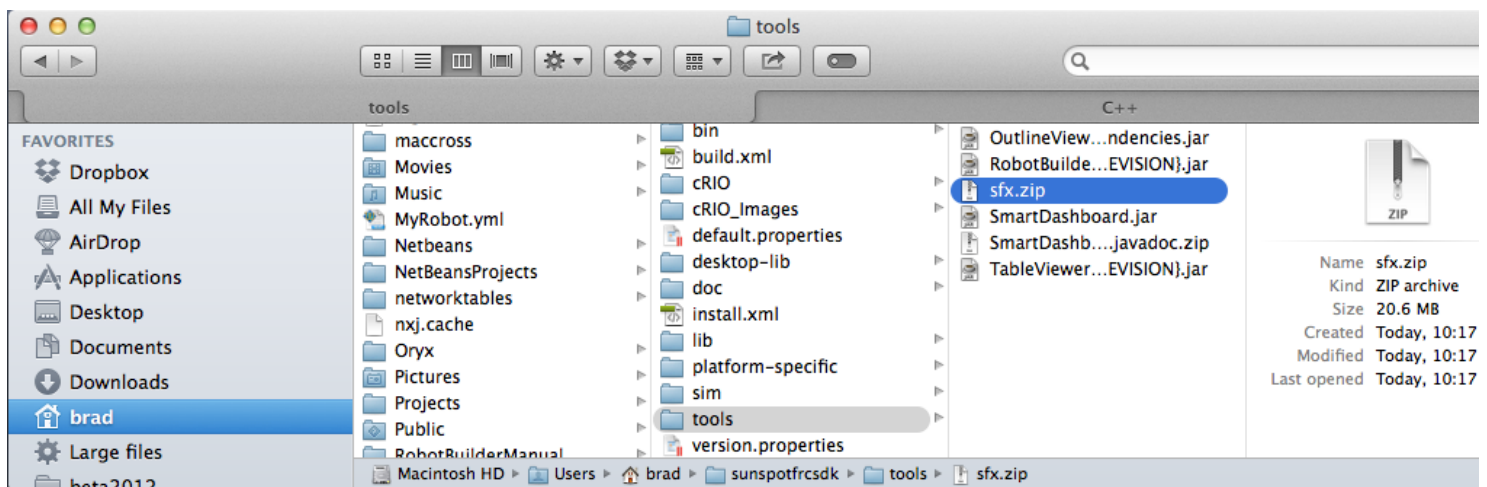 tools
tools
C++
FAVORITES
Dropbox
All My Files
AirDrop
Applications
Desktop
Documents
Downloads
brad
Large files
beta2012
maccross
Movies
Music
MyRobot.yml
Netbeans
NetBeansProjects
networktables
nxj.cache
Oryx
Pictures
Projects
Public
RobotBuilderManual
bin
build.xml
cRIO
cRIO_Images
default.properties
desktop-lib
doc
install.xml
lib
platform-specific
sim
tools
version.properties
OutlineView...ndencies.jar
RobotBuilde...EVISION}.jar
sfx.zip
SmartDashboard.jar
SmartDashb....javadoc.zip
TableViewer...EVISION}.jar
ZIP
Name sfx.zip
Kind ZIP archive
Size 20.6 MB
Created Today, 10:17
Modified Today, 10:17
Last opened Today, 10:17
Macintosh HD ▸ Users ▸ brad ▸ sunspotfrcsdk ▸ tools ▸ sfx.zip